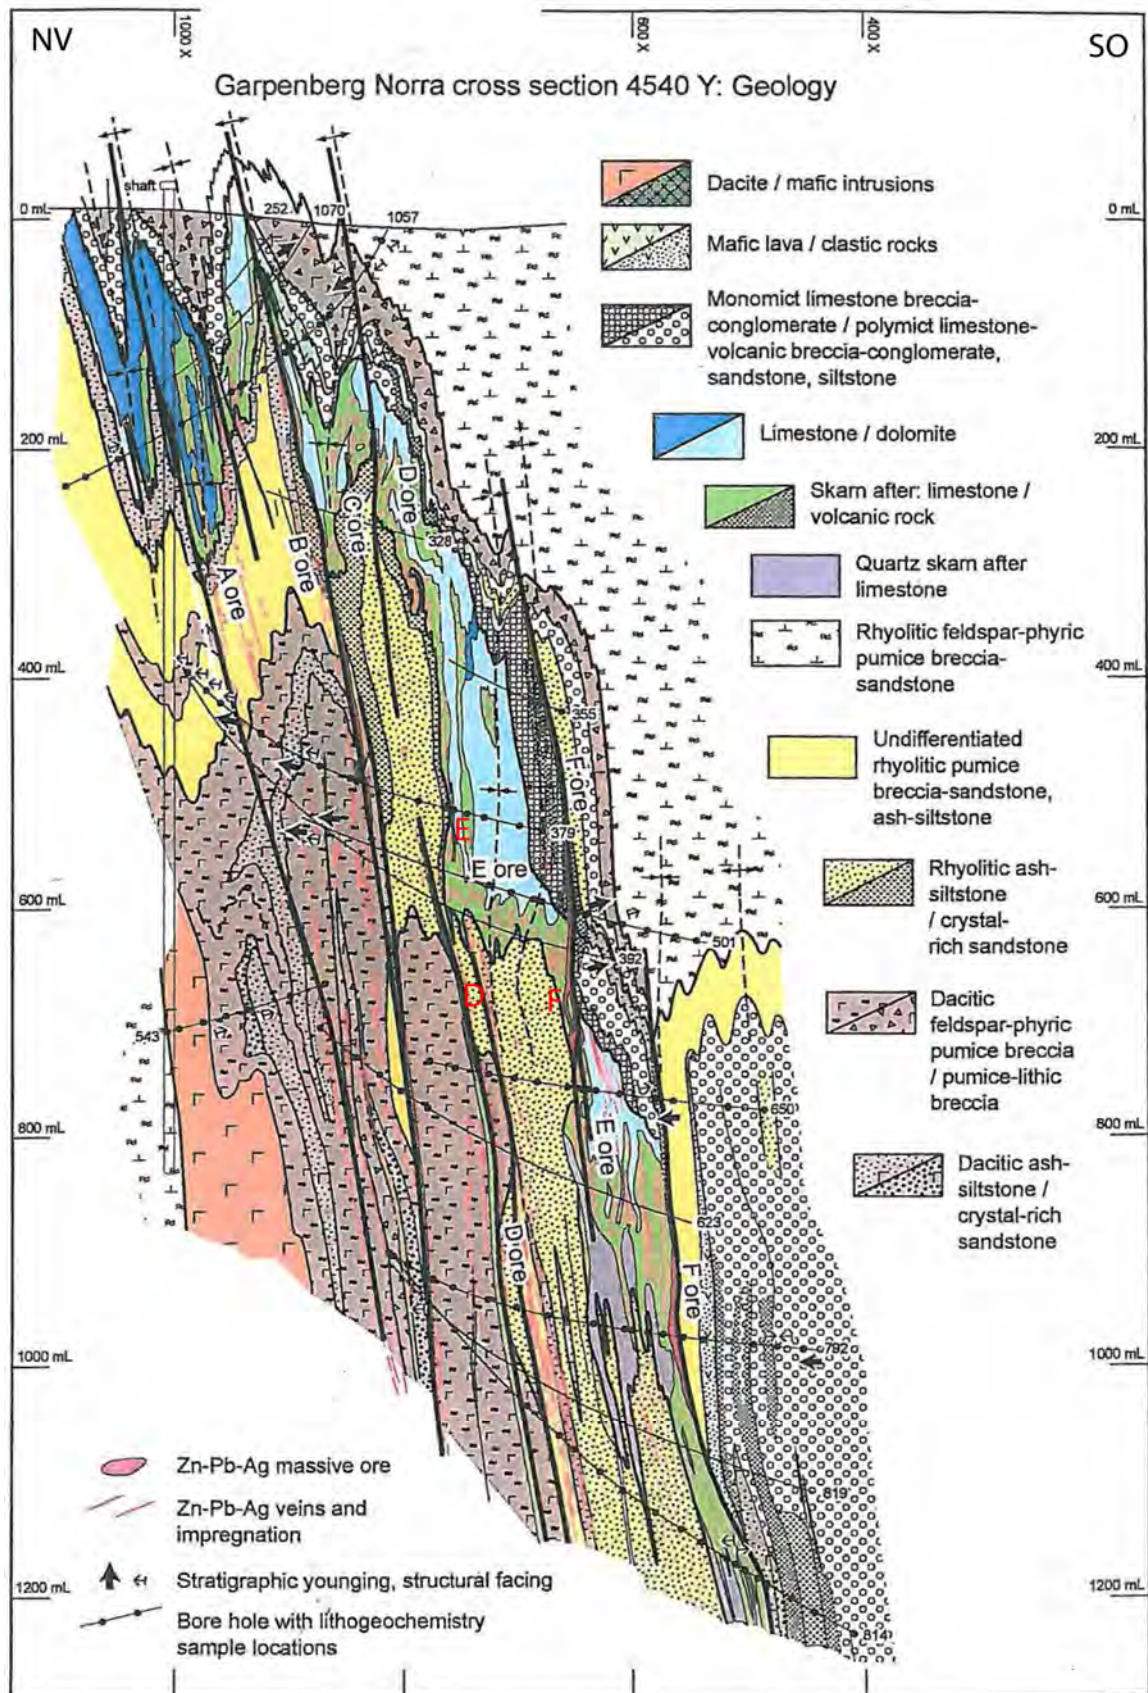 1000 X
600 X
400 X
NV
SO
Garpenberg Norra cross section 4540 Y: Geology
shaft
0 mL
252
1070
1057
0 mL
Dacite / mafic intrusions
Mafic lava / clastic rocks
Monomict limestone breccia-
conglomerate / polymict limestone-
volcanic breccia-conglomerate,
sandstone, siltstone
Limestone / dolomite
200 mL
200 mL
Skarn after: limestone /
volcanic rock
D ore
C ore
328
B ore
A ore
Quartz skarn after
limestone
Rhyolitic feldspar-phyric
pumice breccia-
sandstone
400 mL
400 mL
355
F ore
Undifferentiated
rhyolitic pumice
breccia-sandstone,
ash-siltstone
E
379
E ore
Rhyolitic ash-
siltstone
/ crystal-
rich sandstone
600 mL
600 mL
501
392
D
F
543
Dacitic
feldspar-phyric
pumice breccia
/ pumice-lithic
breccia
650
800 mL
800 mL
E ore
Dacitic ash-
siltstone /
crystal-rich
sandstone
623
D ore
F ore
792
1000 mL
1000 mL
Zn-Pb-Ag massive ore
819
Zn-Pb-Ag veins and
impregnation
Stratigraphic younging, structural facing
1200 mL
1200 mL
Bore hole with lithogeochemistry
sample locations
814